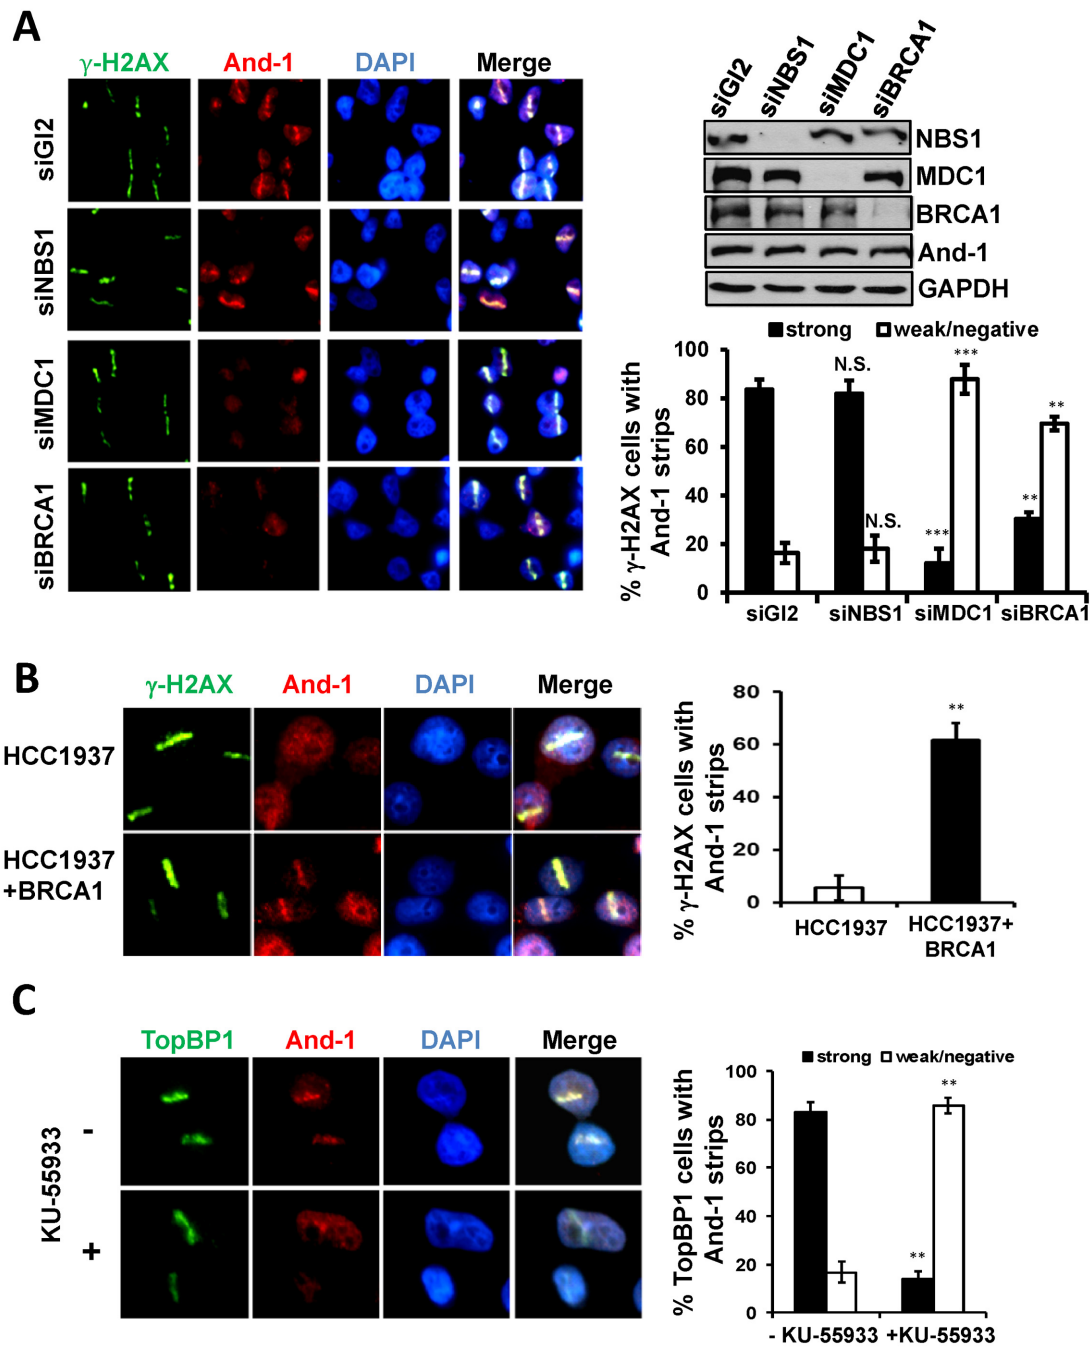 A
γ-H2AX And-1 DAPI Merge
siGl2
siNBS1
siMDC1
siBRCA1
siGl2 siNBS1 siMDC1 siBRCA1
NBS1
MDC1
BRCA1
And-1
GAPDH
strong weak/negative
% γ-H2AX cells with
And-1 strips
100
80
60
40
20
0
N.S.
N.S.
***
***
**
**
siGl2 siNBS1 siMDC1 siBRCA1
B
γ-H2AX And-1 DAPI Merge
HCC1937
HCC1937
+BRCA1
% γ-H2AX cells with
And-1 strips
80
60
40
20
0
**
HCC1937 HCC1937+
BRCA1
C
TopBP1 And-1 DAPI Merge
KU-55933
-
+
strong weak/negative
% TopBP1 cells with
And-1 strips
100
80
60
40
20
0
**
**
- KU-55933 +KU-55933